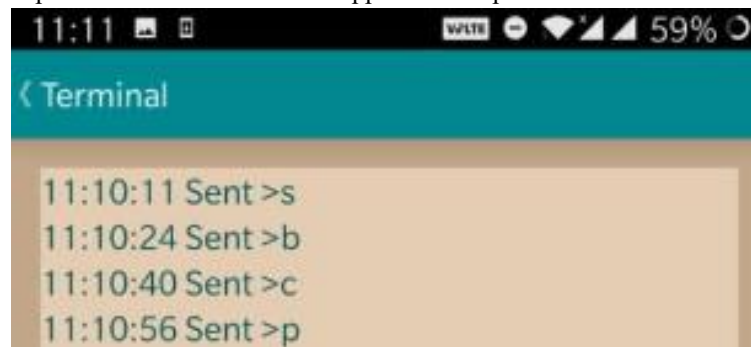 11:11 VoLTE 59%
《 Terminal
11:10:11 Sent >s
11:10:24 Sent >b
11:10:40 Sent >c
11:10:56 Sent >p